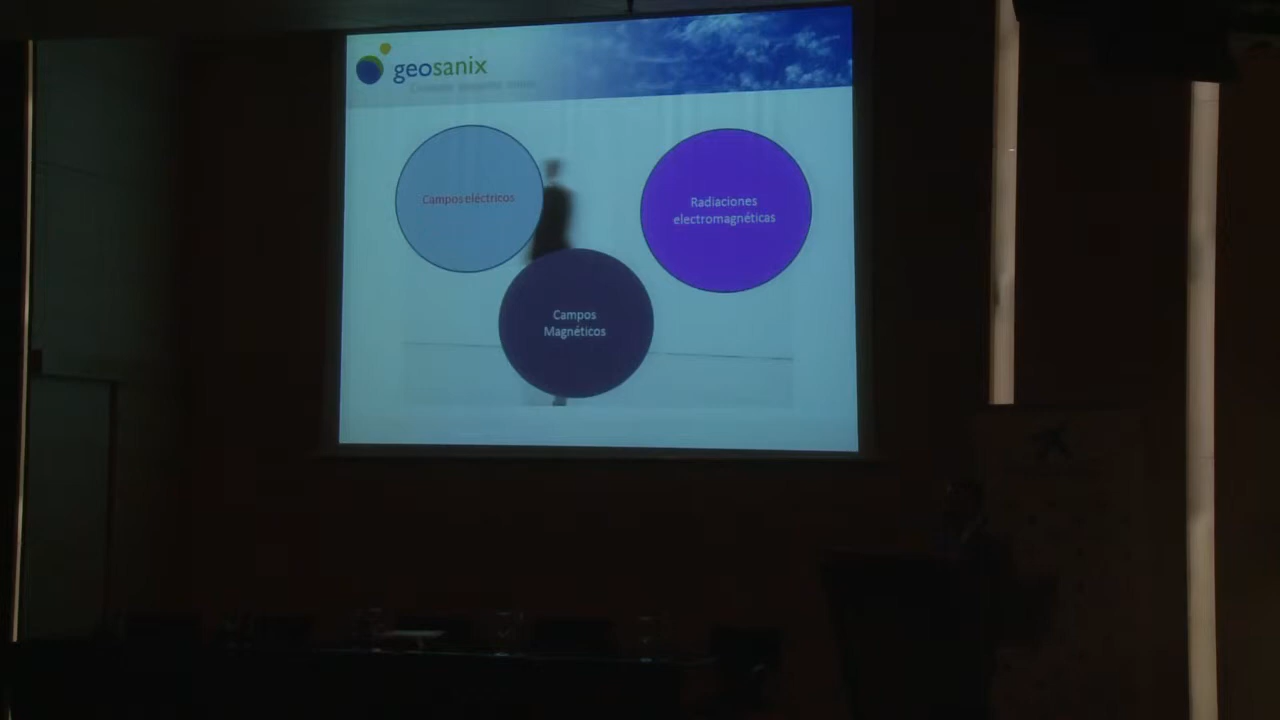 geosanix
Campos eléctricos
Radiaciones
electromagnéticas
Campos
Magnéticos